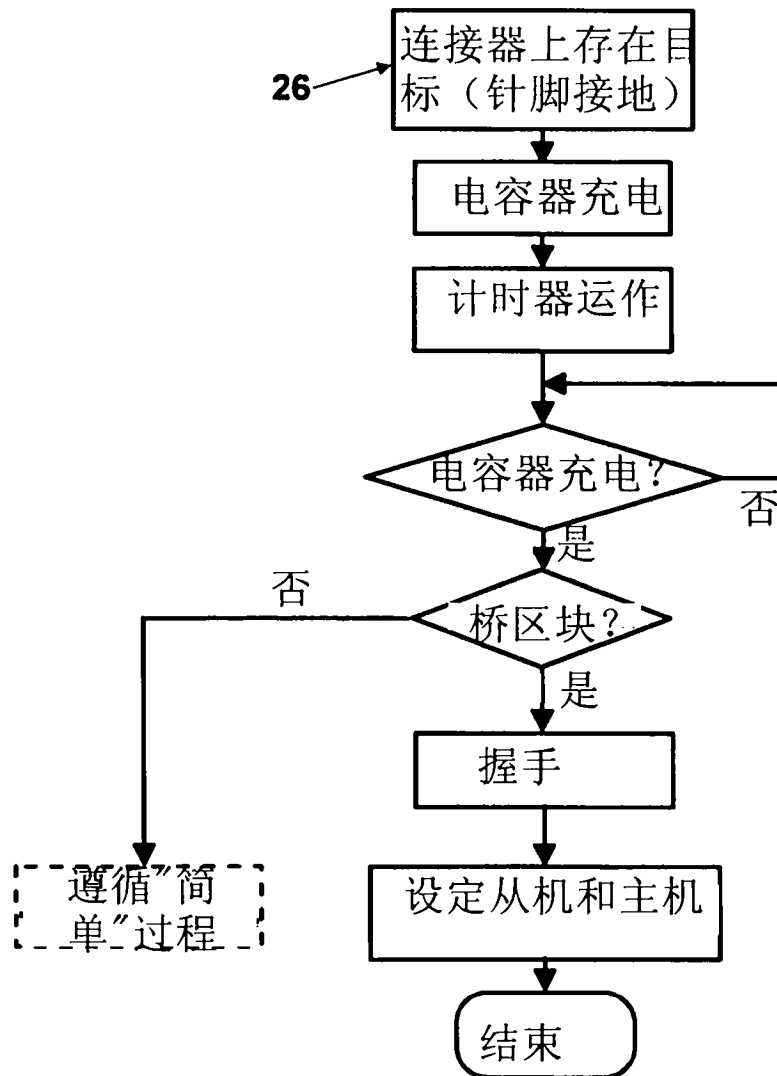 26
连接器上存在目
标（针脚接地）
电容器充电
计时器运作
电容器充电?
否
是
否
桥区块?
是
握手
遵循"简
单"过程
设定从机和主机
结束